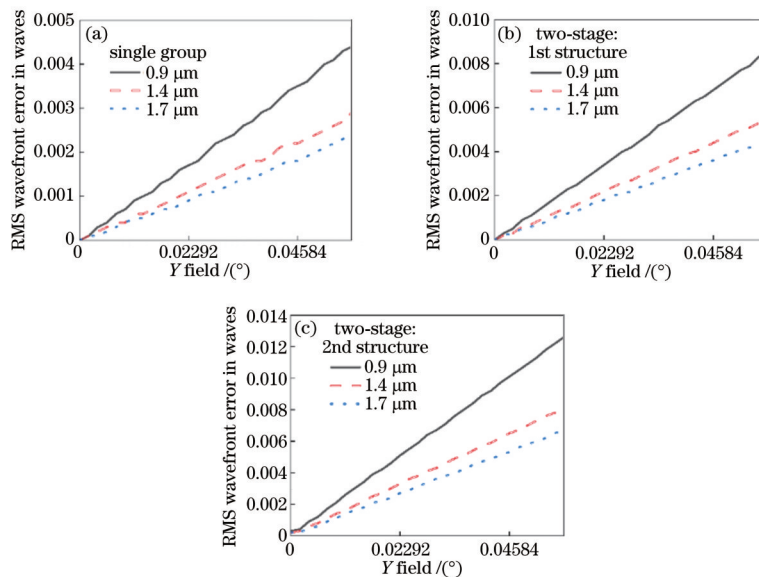 (a)
single group
0.9 μm
1.4 μm
1.7 μm
RMS wavefront error in waves
0.005
0.004
0.003
0.002
0.001
0
0
0.02292
0.04584
Y field /(°)
(b)
two-stage:
1st structure
0.9 μm
1.4 μm
1.7 μm
RMS wavefront error in waves
0.010
0.008
0.006
0.004
0.002
0
0
0.02292
0.04584
Y field /(°)
(c)
two-stage:
2nd structure
0.9 μm
1.4 μm
1.7 μm
RMS wavefront error in waves
0.014
0.012
0.010
0.008
0.006
0.004
0.002
0
0
0.02292
0.04584
Y field /(°)